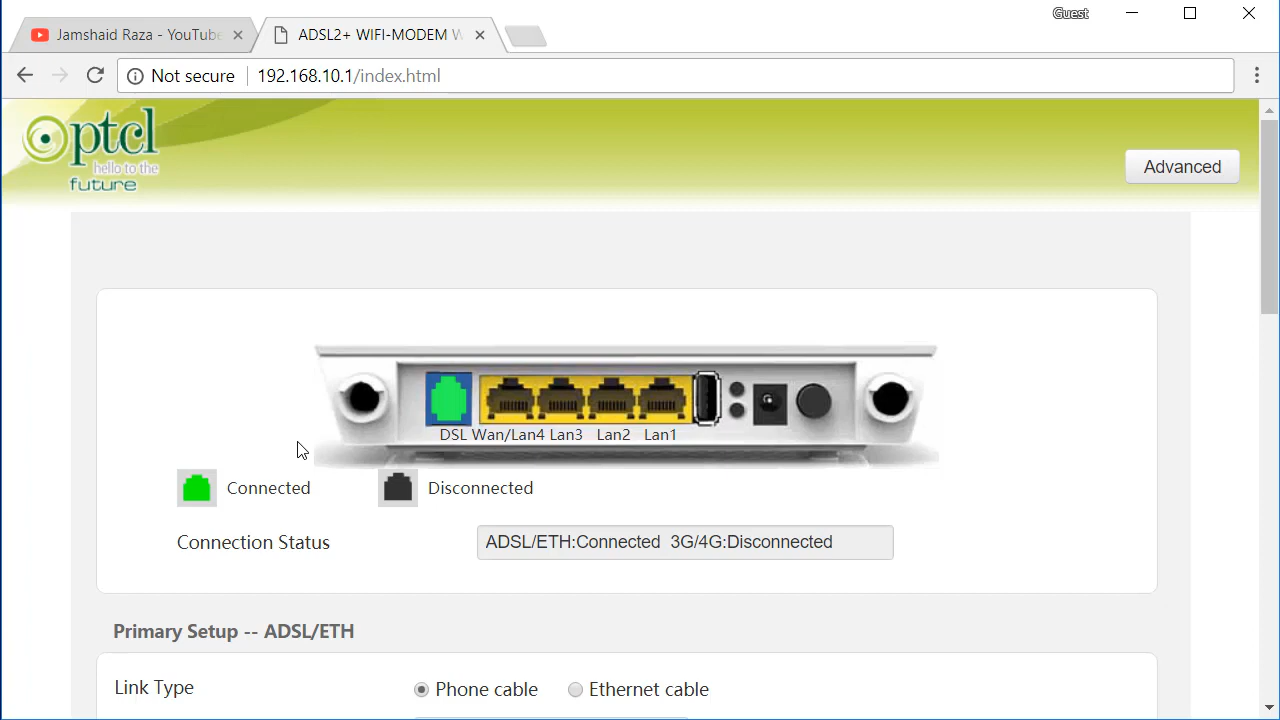 Guest
Jamshaid Raza - YouTube
ADSL2+ WIFI-MODEM W
Not secure
192.168.10.1/index.html
ptcl
hello to the
future
Advanced
DSL Wan/Lan4 Lan3 Lan2 Lan1
Connected
Disconnected
Connection Status
ADSL/ETH:Connected 3G/4G:Disconnected
Primary Setup -- ADSL/ETH
Link Type
Phone cable
Ethernet cable